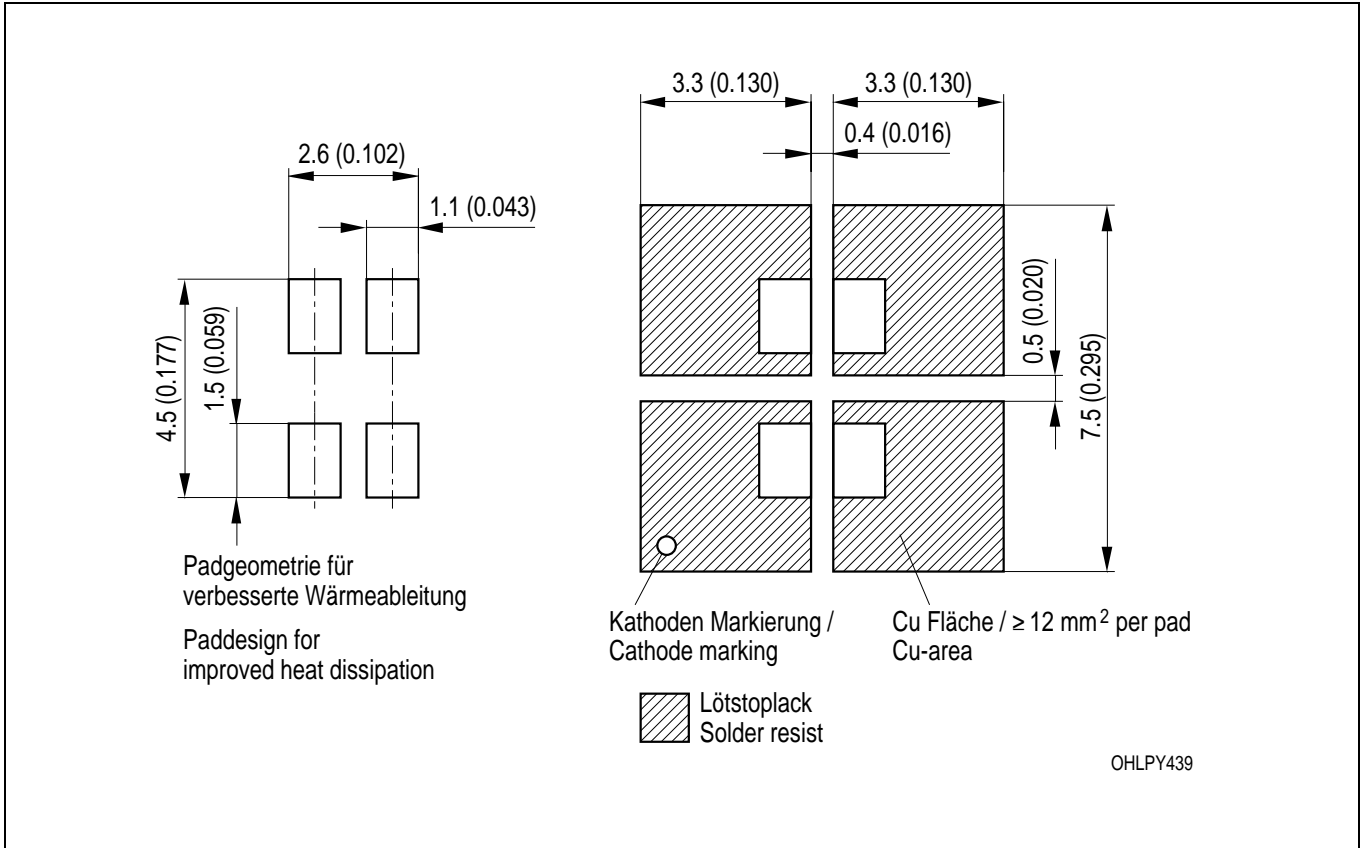 3.3 (0.130)
3.3 (0.130)
0.4 (0.016)
2.6 (0.102)
1.1 (0.043)
4.5 (0.177)
1.5 (0.059)
0.5 (0.020)
7.5 (0.295)
Padgeometrie für
verbesserte Wärmeableitung
Paddesign for
improved heat dissipation
Kathoden Markierung /
Cathode marking
Cu Fläche / ≥ 12 mm² per pad
Cu-area
Lötstoplack
Solder resist
OHLPY439